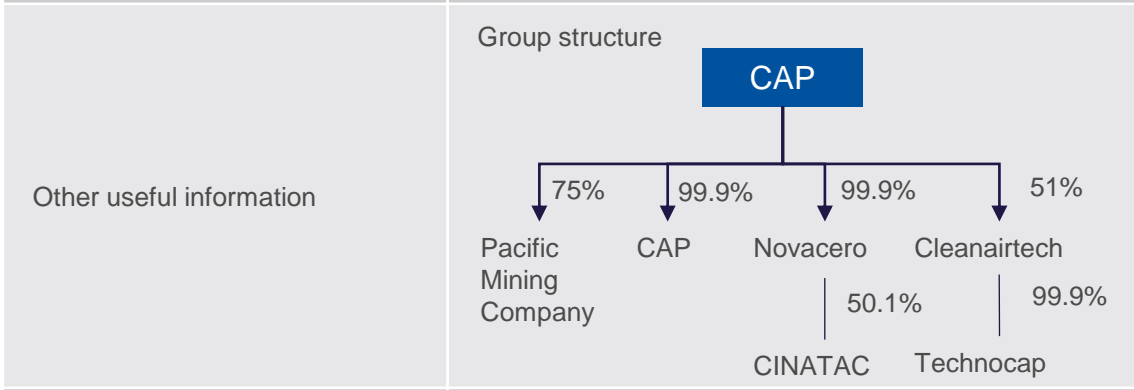 Other useful information
Group structure
CAP
75%
99.9%
99.9%
51%
Pacific
Mining
Company
CAP
Novacero
Cleanairtech
50.1%
99.9%
CINATAC
Technocap